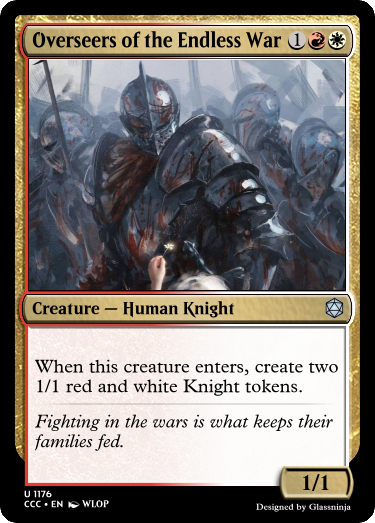 Overseers of the Endless War 1
Creature — Human Knight
When this creature enters, create two
1/1 red and white Knight tokens.
Fighting in the wars is what keeps their
families fed.
1/1
U 1176
CCC • EN WLOP
Designed by Glassninja